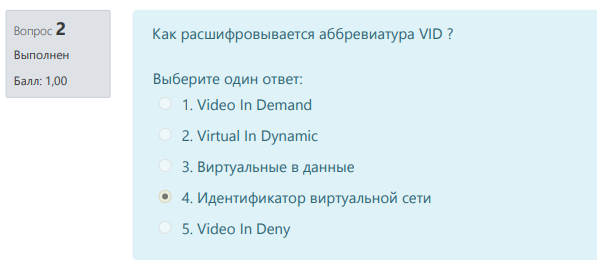 Вопрос 2
Выполнен
Балл: 1,00
Как расшифровывается аббревиатура VID ?
Выберите один ответ:
1. Video In Demand
2. Virtual In Dynamic
3. Виртуальные в данные
4. Идентификатор виртуальной сети
5. Video In Deny